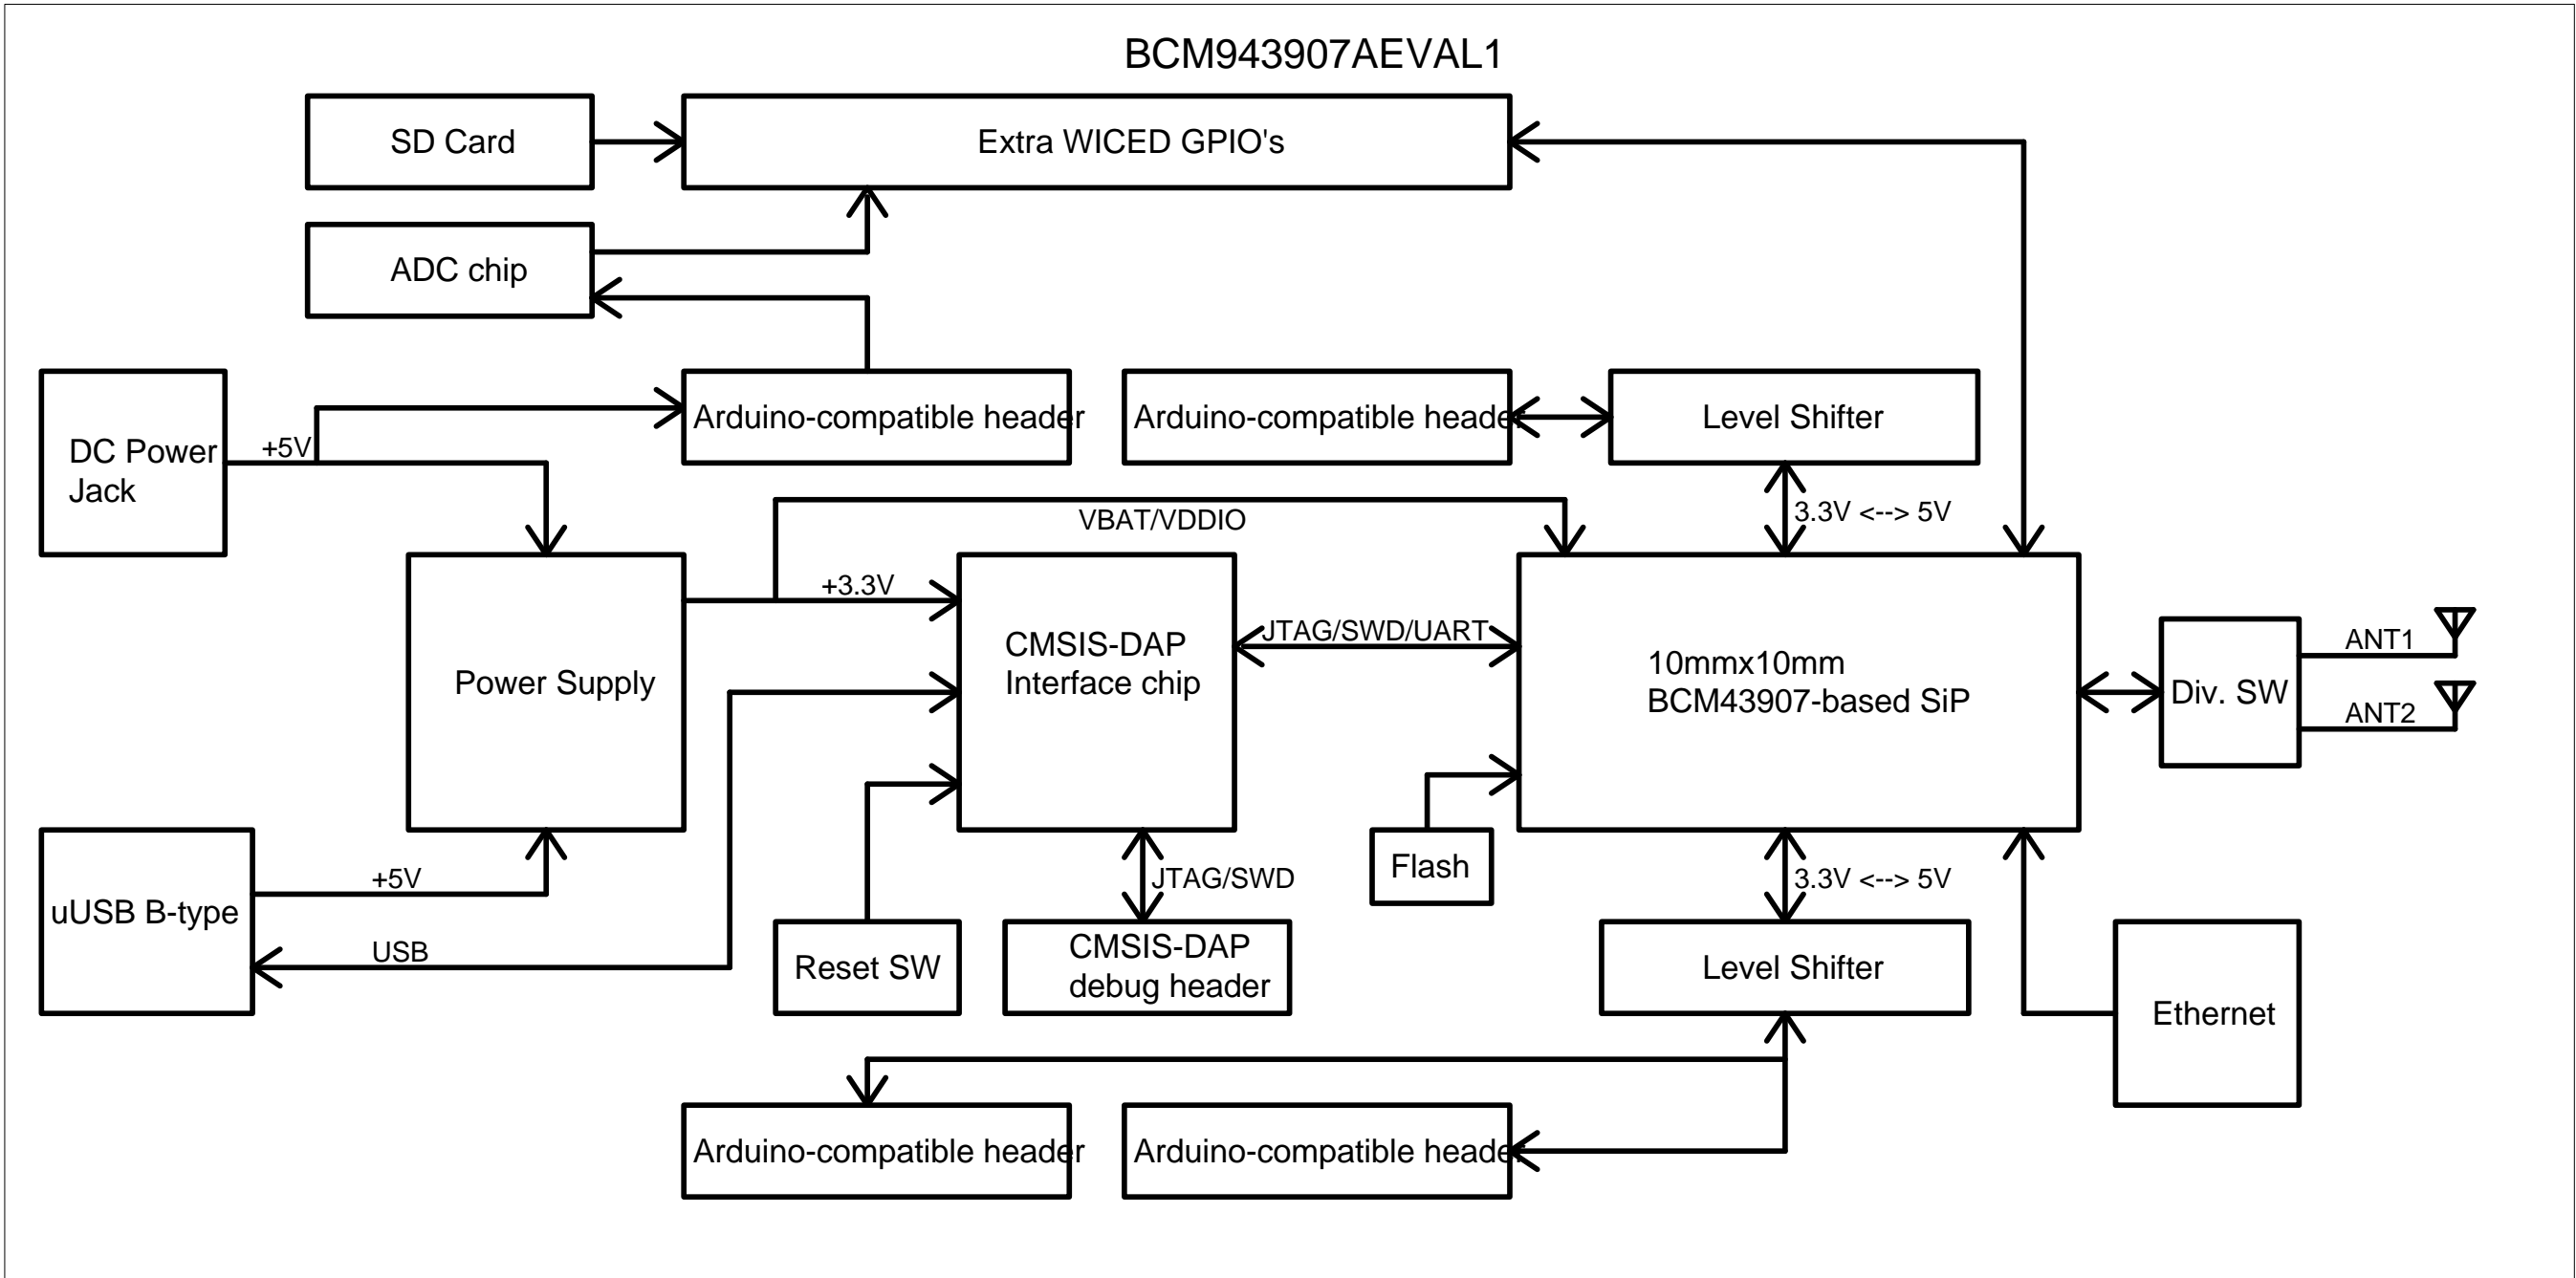 BCM943907AEVAL1
SD Card
Extra WICED GPIO's
ADC chip
DC Power
Jack
+5V
Arduino-compatible header
Arduino-compatible header
Level Shifter
VBAT/VDDIO
3.3V <--> 5V
+3.3V
Power Supply
CMSIS-DAP
Interface chip
JTAG/SWD/UART
10mmx10mm
BCM43907-based SiP
Div. SW
ANT1
ANT2
uUSB B-type
+5V
USB
Reset SW
JTAG/SWD
CMSIS-DAP
debug header
Flash
3.3V <--> 5V
Level Shifter
Ethernet
Arduino-compatible header
Arduino-compatible header